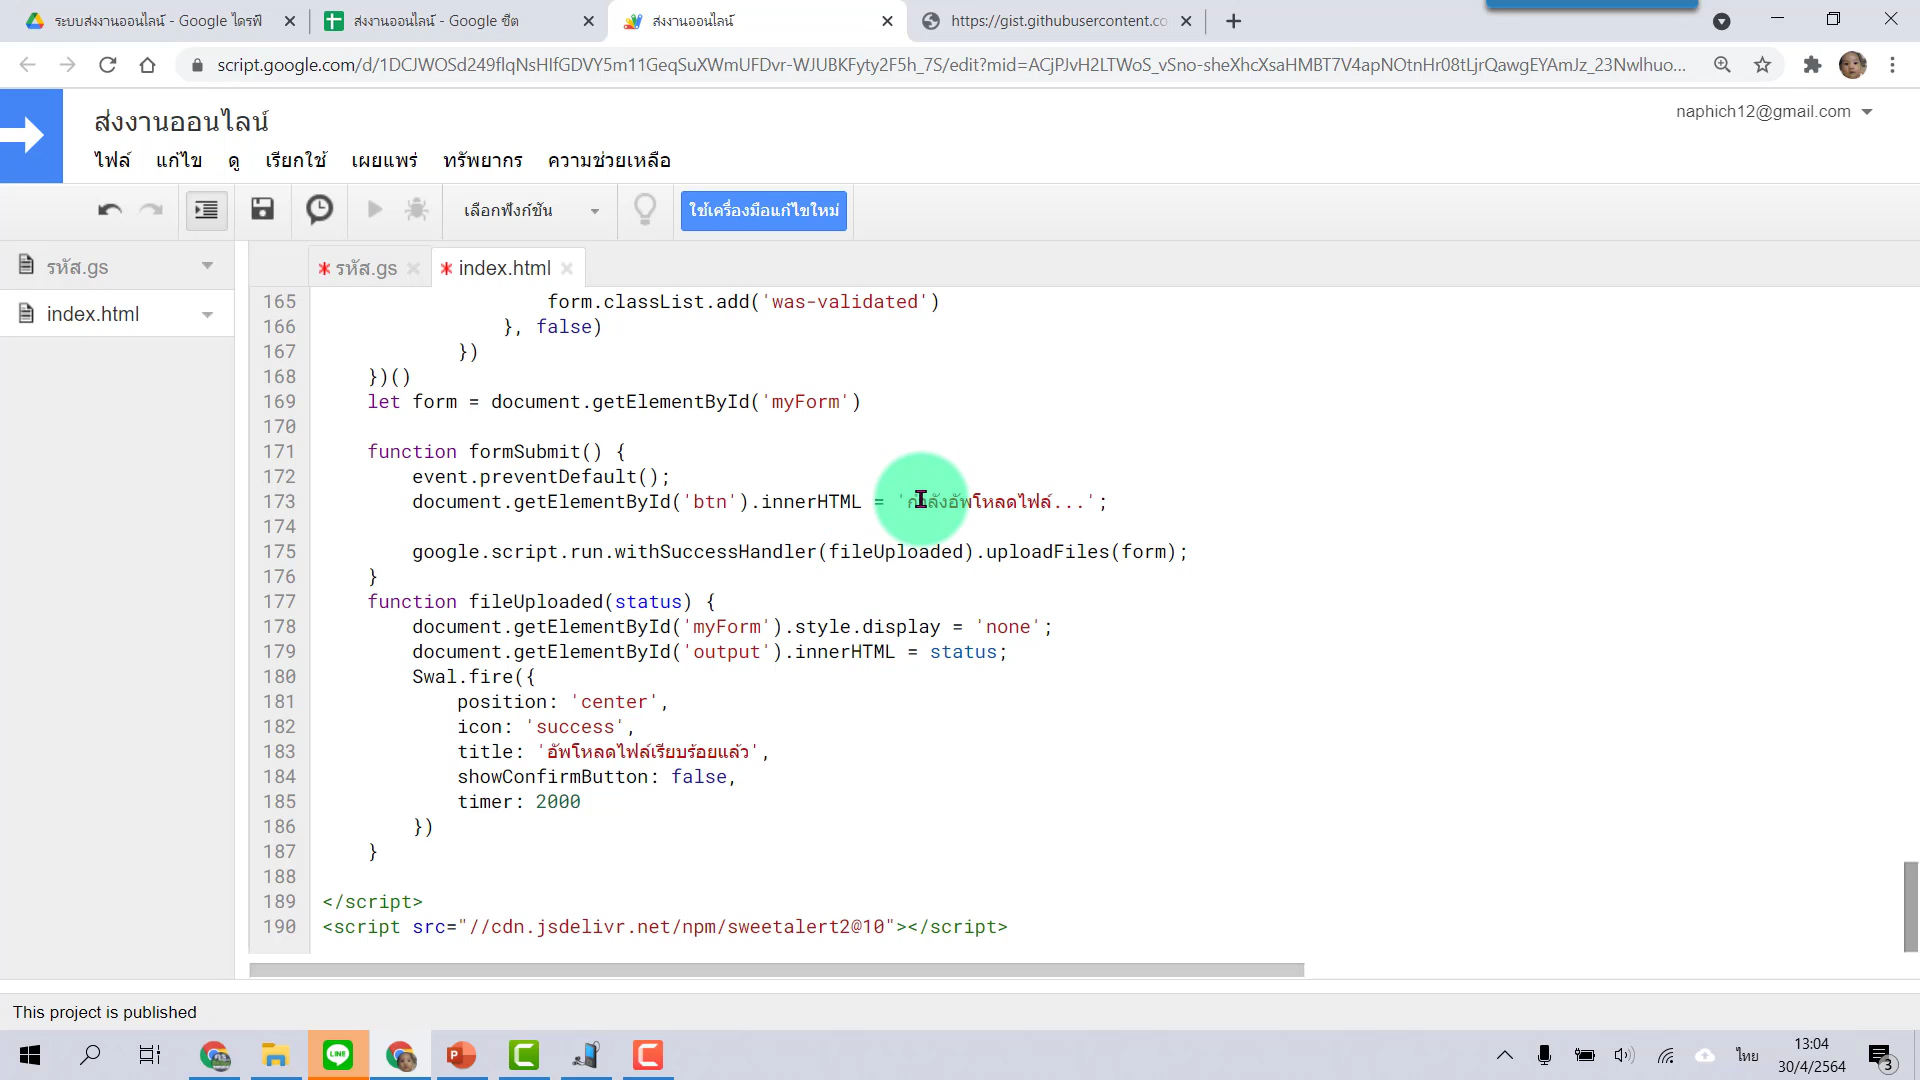 ระบบส่งงานออนไลน์ - Google ไดรฟ์
ส่งงานออนไลน์ - Google ชีต
ส่งงานออนไลน์
https://gist.githubusercontent.co
script.google.com/d/1DCJWOSd249flqNsHlfGDVY5m11GeqSuXWmUFDvr-WJUBKFyty2F5h_7S/edit?mid=ACjPJvH2LTWoS_vSno-sheXhcXsaHMBT7V4apNOtnHr08tLjrQawgEYAmJz_23Nwlhuo...
ส่งงานออนไลน์
naphich12@gmail.com
ไฟล์ แก้ไข ดู เรียกใช้ เผยแพร่ ทรัพยากร ความช่วยเหลือ
เลือกฟังก์ชัน
ใช้เครื่องมือแก้ไขใหม่
รหัส.gs
index.html
* รหัส.gs
* index.html
165 form.classList.add('was-validated')
166 }, false)
167 })
168 })()
169 let form = document.getElementById('myForm')
170
171 function formSubmit() {
172 event.preventDefault();
173 document.getElementById('btn').innerHTML = 'กำลังอัพโหลดไฟล์...';
174
175 google.script.run.withSuccessHandler(fileUploaded).uploadFiles(form);
176 }
177 function fileUploaded(status) {
178 document.getElementById('myForm').style.display = 'none';
179 document.getElementById('output').innerHTML = status;
180 Swal.fire({
181 position: 'center',
182 icon: 'success',
183 title: 'อัพโหลดไฟล์เรียบร้อยแล้ว',
184 showConfirmButton: false,
185 timer: 2000
186 })
187 }
188
189 </script>
190 <script src="//cdn.jsdelivr.net/npm/sweetalert2@10"></script>
This project is published
LINE
ไทย
13:04
30/4/2564
3